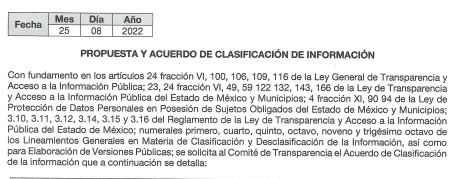 Fecha Mes Día Año
25 08 2022
PROPUESTA Y ACUERDO DE CLASIFICACIÓN DE INFORMACIÓN
Con fundamento en los artículos 24 fracción VI, 100, 106, 109, 116 de la Ley General de Transparencia y
Acceso a la Información Pública; 23, 24 fracción VI, 49, 59 122 132, 143, 166 de la Ley de Transparencia
y Acceso a la Información Pública del Estado de México y Municipios; 4 fracción XI, 90 94 de la Ley de
Protección de Datos Personales en Posesión de Sujetos Obligados del Estado de México y Municipios;
3.10, 3.11, 3.12, 3.14, 3.15 y 3.16 del Reglamento de la Ley de Transparencia y Acceso a la Información
Pública del Estado de México; numerales primero, cuarto, quinto, octavo, noveno y trigésimo octavo de
los Lineamientos Generales en Materia de Clasificación y Desclasificación de la Información, así como
para Elaboración de Versiones Públicas; se solicita al Comité de Transparencia el Acuerdo de Clasificación
de la información que a continuación se detalla: